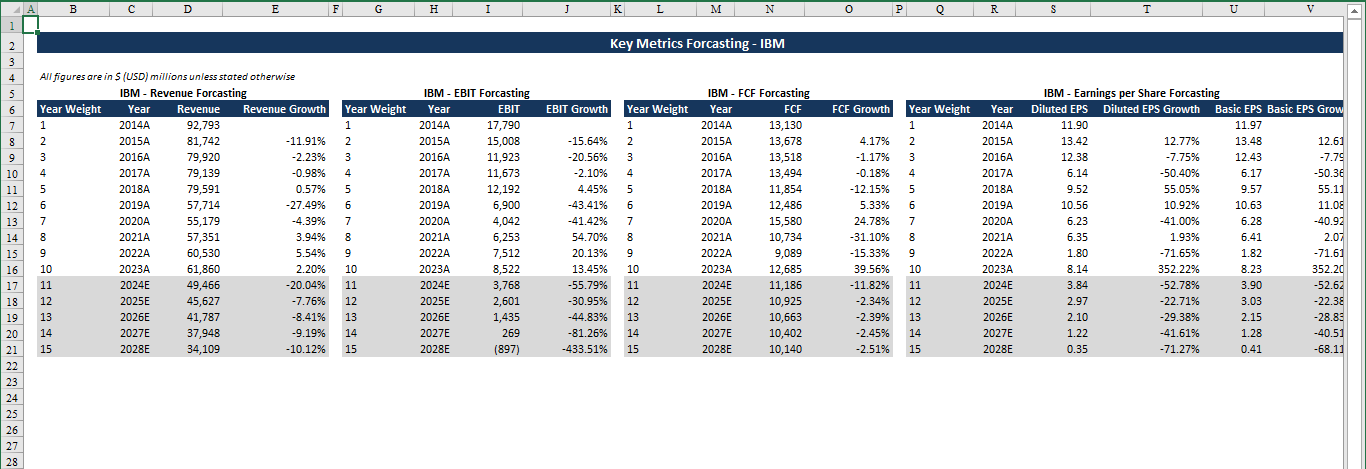 A B C D E F G H I J K L M N O P Q R S T U V
1
2 Key Metrics Forcasting - IBM
3
4 All figures are in $ (USD) millions unless stated otherwise
5 IBM - Revenue Forcasting IBM - EBIT Forcasting IBM - FCF Forcasting IBM - Earnings per Share Forcasting
6 Year Weight Year Revenue Revenue Growth Year Weight Year EBIT EBIT Growth Year Weight Year FCF FCF Growth Year Weight Year Diluted EPS Diluted EPS Growth Basic EPS Basic EPS Grow
7 1 2014A 92,793 1 2014A 17,790 1 2014A 13,130 1 2014A 11.90 11.97
8 2 2015A 81,742 -11.91% 2 2015A 15,008 -15.64% 2 2015A 13,678 4.17% 2 2015A 13.42 12.77% 13.48 12.61
9 3 2016A 79,920 -2.23% 3 2016A 11,923 -20.56% 3 2016A 13,518 -1.17% 3 2016A 12.38 -7.75% 12.43 -7.79
10 4 2017A 79,139 -0.98% 4 2017A 11,673 -2.10% 4 2017A 13,494 -0.18% 4 2017A 6.14 -50.40% 6.17 -50.36
11 5 2018A 79,591 0.57% 5 2018A 12,192 4.45% 5 2018A 11,854 -12.15% 5 2018A 9.52 55.05% 9.57 55.11
12 6 2019A 57,714 -27.49% 6 2019A 6,900 -43.41% 6 2019A 12,486 5.33% 6 2019A 10.56 10.92% 10.63 11.08
13 7 2020A 55,179 -4.39% 7 2020A 4,042 -41.42% 7 2020A 15,580 24.78% 7 2020A 6.23 -41.00% 6.28 -40.92
14 8 2021A 57,351 3.94% 8 2021A 6,253 54.70% 8 2021A 10,734 -31.10% 8 2021A 6.35 1.93% 6.41 2.07
15 9 2022A 60,530 5.54% 9 2022A 7,512 20.13% 9 2022A 9,089 -15.33% 9 2022A 1.80 -71.65% 1.82 -71.61
16 10 2023A 61,860 2.20% 10 2023A 8,522 13.45% 10 2023A 12,685 39.56% 10 2023A 8.14 352.22% 8.23 352.20
17 11 2024E 49,466 -20.04% 11 2024E 3,768 -55.79% 11 2024E 11,186 -11.82% 11 2024E 3.84 -52.78% 3.90 -52.62
18 12 2025E 45,627 -7.76% 12 2025E 2,601 -30.95% 12 2025E 10,925 -2.34% 12 2025E 2.97 -22.71% 3.03 -22.38
19 13 2026E 41,787 -8.41% 13 2026E 1,435 -44.83% 13 2026E 10,663 -2.39% 13 2026E 2.10 -29.38% 2.15 -28.83
20 14 2027E 37,948 -9.19% 14 2027E 269 -81.26% 14 2027E 10,402 -2.45% 14 2027E 1.22 -41.61% 1.28 -40.51
21 15 2028E 34,109 -10.12% 15 2028E (897) -433.51% 15 2028E 10,140 -2.51% 15 2028E 0.35 -71.27% 0.41 -68.11
22
23
24
25
26
27
28